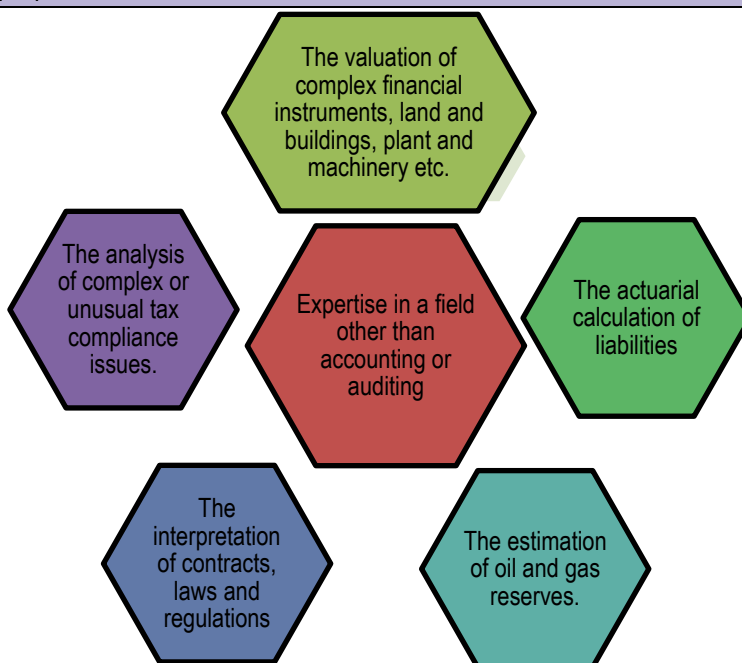 The valuation of
complex financial
instruments, land and
buildings, plant and
machinery etc.
The analysis
of complex or
unusual tax
compliance
issues.
Expertise in a field
other than
accounting or
auditing
The actuarial
calculation of
liabilities
The
interpretation
of contracts,
laws and
regulations
The estimation
of oil and gas
reserves.